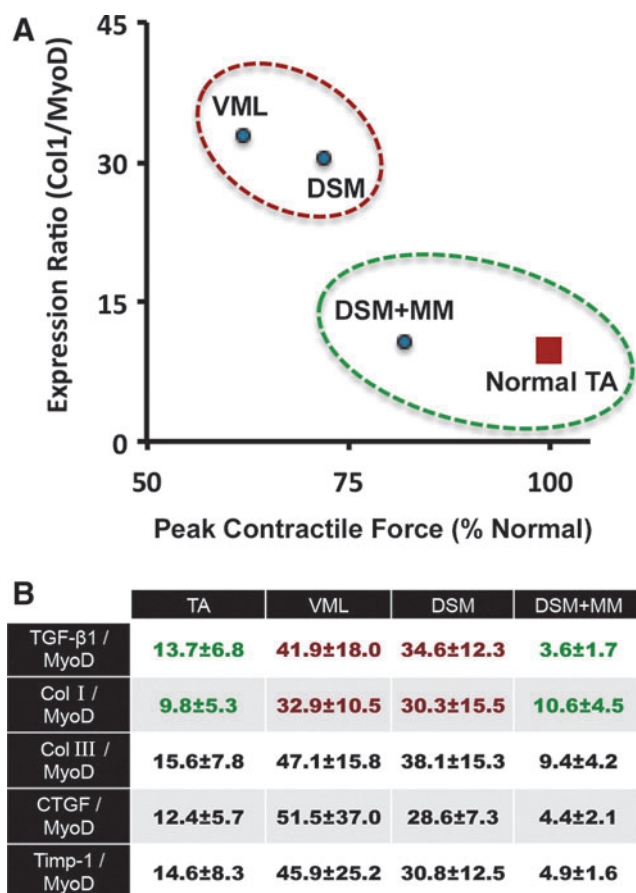 A
Expression Ratio (Col1/MyoD)
45
30
15
0
VML
DSM
DSM+MM
Normal TA
50 75 100
Peak Contractile Force (% Normal)
B
TA VML DSM DSM+MM
TGF-β1 /
MyoD 13.7±6.8 41.9±18.0 34.6±12.3 3.6±1.7
Col I /
MyoD 9.8±5.3 32.9±10.5 30.3±15.5 10.6±4.5
Col III /
MyoD 15.6±7.8 47.1±15.8 38.1±15.3 9.4±4.2
CTGF /
MyoD 12.4±5.7 51.5±37.0 28.6±7.3 4.4±2.1
Timp-1 /
MyoD 14.6±8.3 45.9±25.2 30.8±12.5 4.9±1.6